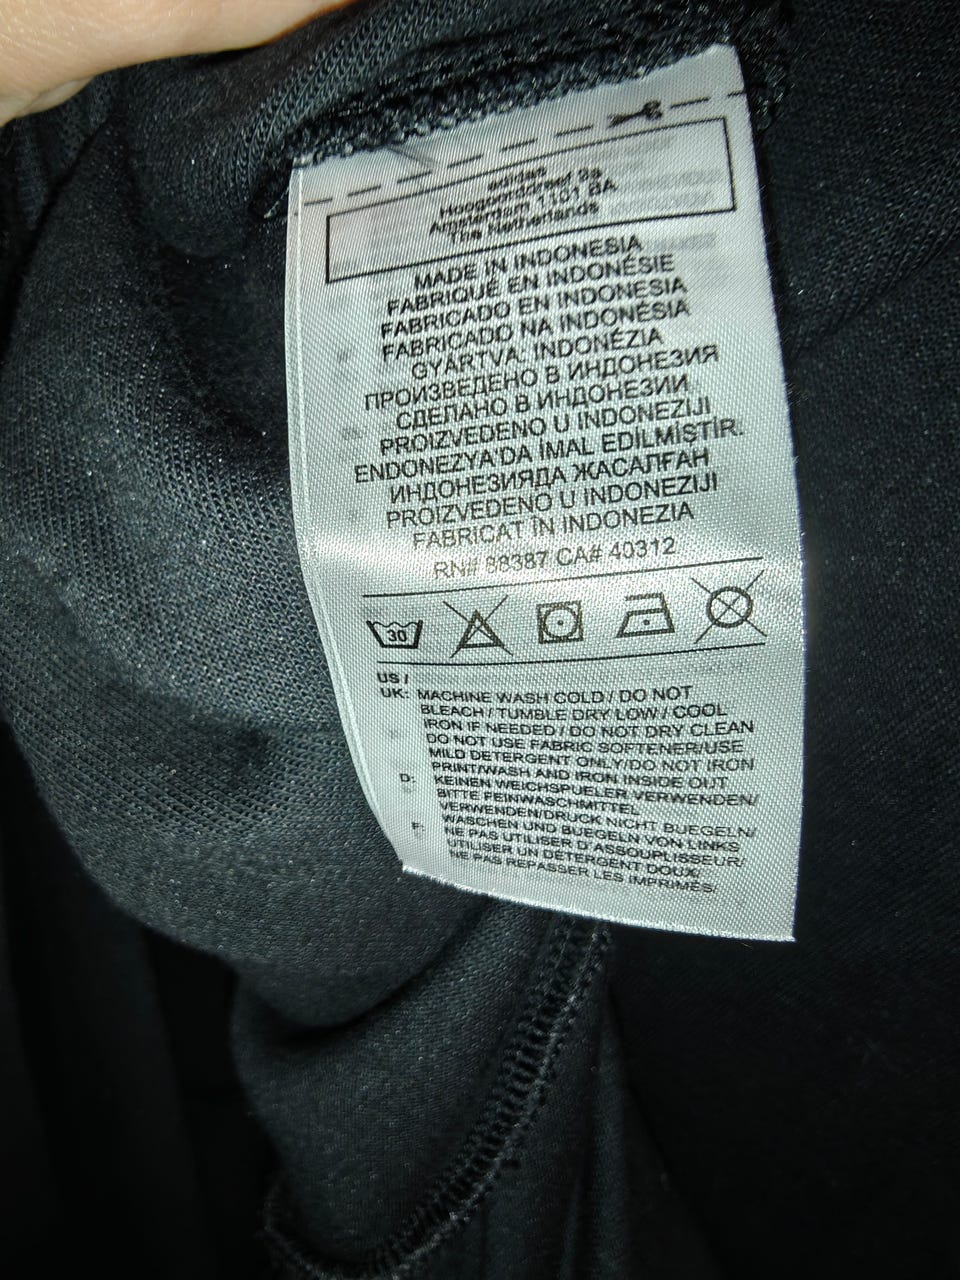 adidas
Hoogoorddreef 9a
Amsterdam 1101 BA
The Netherlands
MADE IN INDONESIA
FABRIQUÉ EN INDONÉSIE
FABRICADO EN INDONESIA
FABRICADO NA INDONÉSIA
GYÁRTVA: INDONÉZIA
ПРОИЗВЕДЕНО В ИНДОНЕЗИЯ
СДЕЛАНО В ИНДОНЕЗИИ
PROIZVEDENO U INDONEZIJI
ENDONEZYA'DA İMAL EDİLMİSTİR.
ИНДОНЕЗИЯДА ЖАСАЛҒАН
PROIZVEDENO U INDONEZIJI
FABRICAT ÎN INDONEZIA
RN# 88387 CA# 40312
30
US /
UK: MACHINE WASH COLD / DO NOT
BLEACH / TUMBLE DRY LOW / COOL
IRON IF NEEDED / DO NOT DRY CLEAN
DO NOT USE FABRIC SOFTENER/USE
MILD DETERGENT ONLY/DO NOT IRON
PRINT/WASH AND IRON INSIDE OUT
D: KEINEN WEICHSPUELER VERWENDEN/
BITTE FEINWASCHMITTEL
VERWENDEN/DRUCK NICHT BUEGELN/
WASCHEN UND BUEGELN VON LINKS
F: NE PAS UTILISER D'ASSOUPLISSEUR/
UTILISER UN DETERGENT DOUX/
NE PAS REPASSER LES IMPRIMÉS/